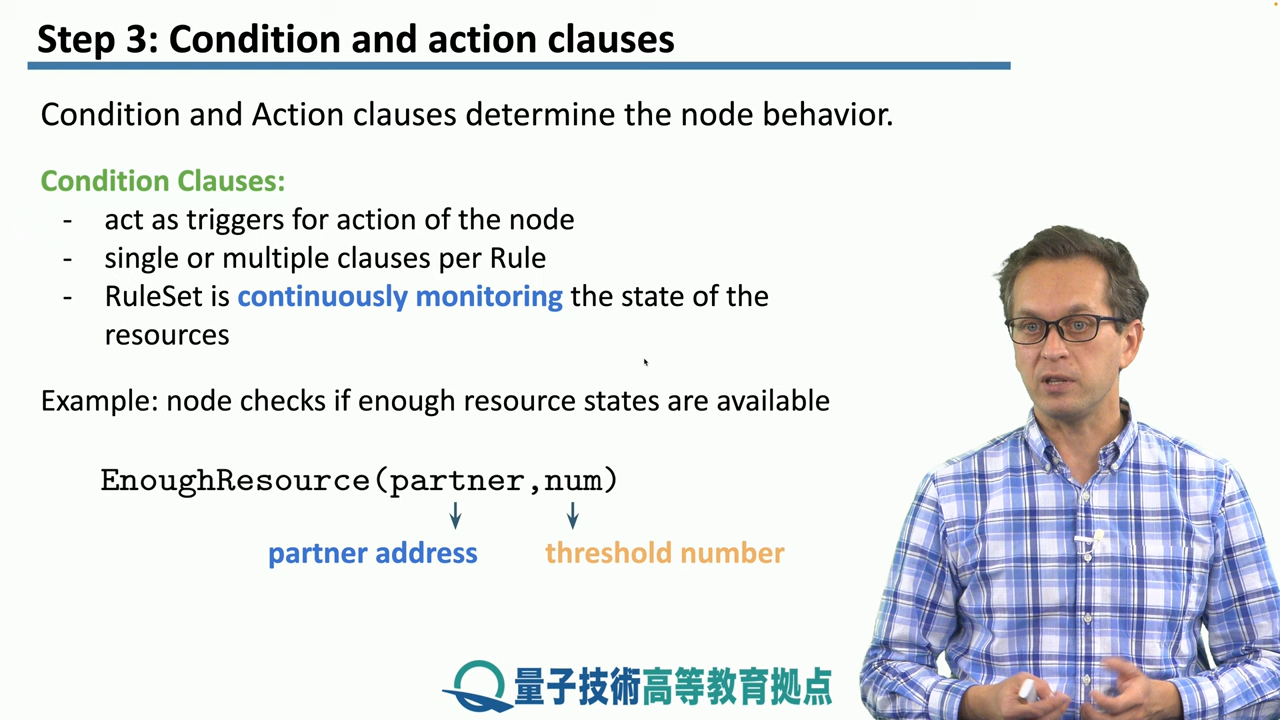 Step 3: Condition and action clauses
Condition and Action clauses determine the node behavior.
Condition Clauses:
- act as triggers for action of the node
- single or multiple clauses per Rule
- RuleSet is continuously monitoring the state of the
resources
Example: node checks if enough resource states are available
EnoughResource(partner,num)
partner address
threshold number
量子技術高等教育拠点